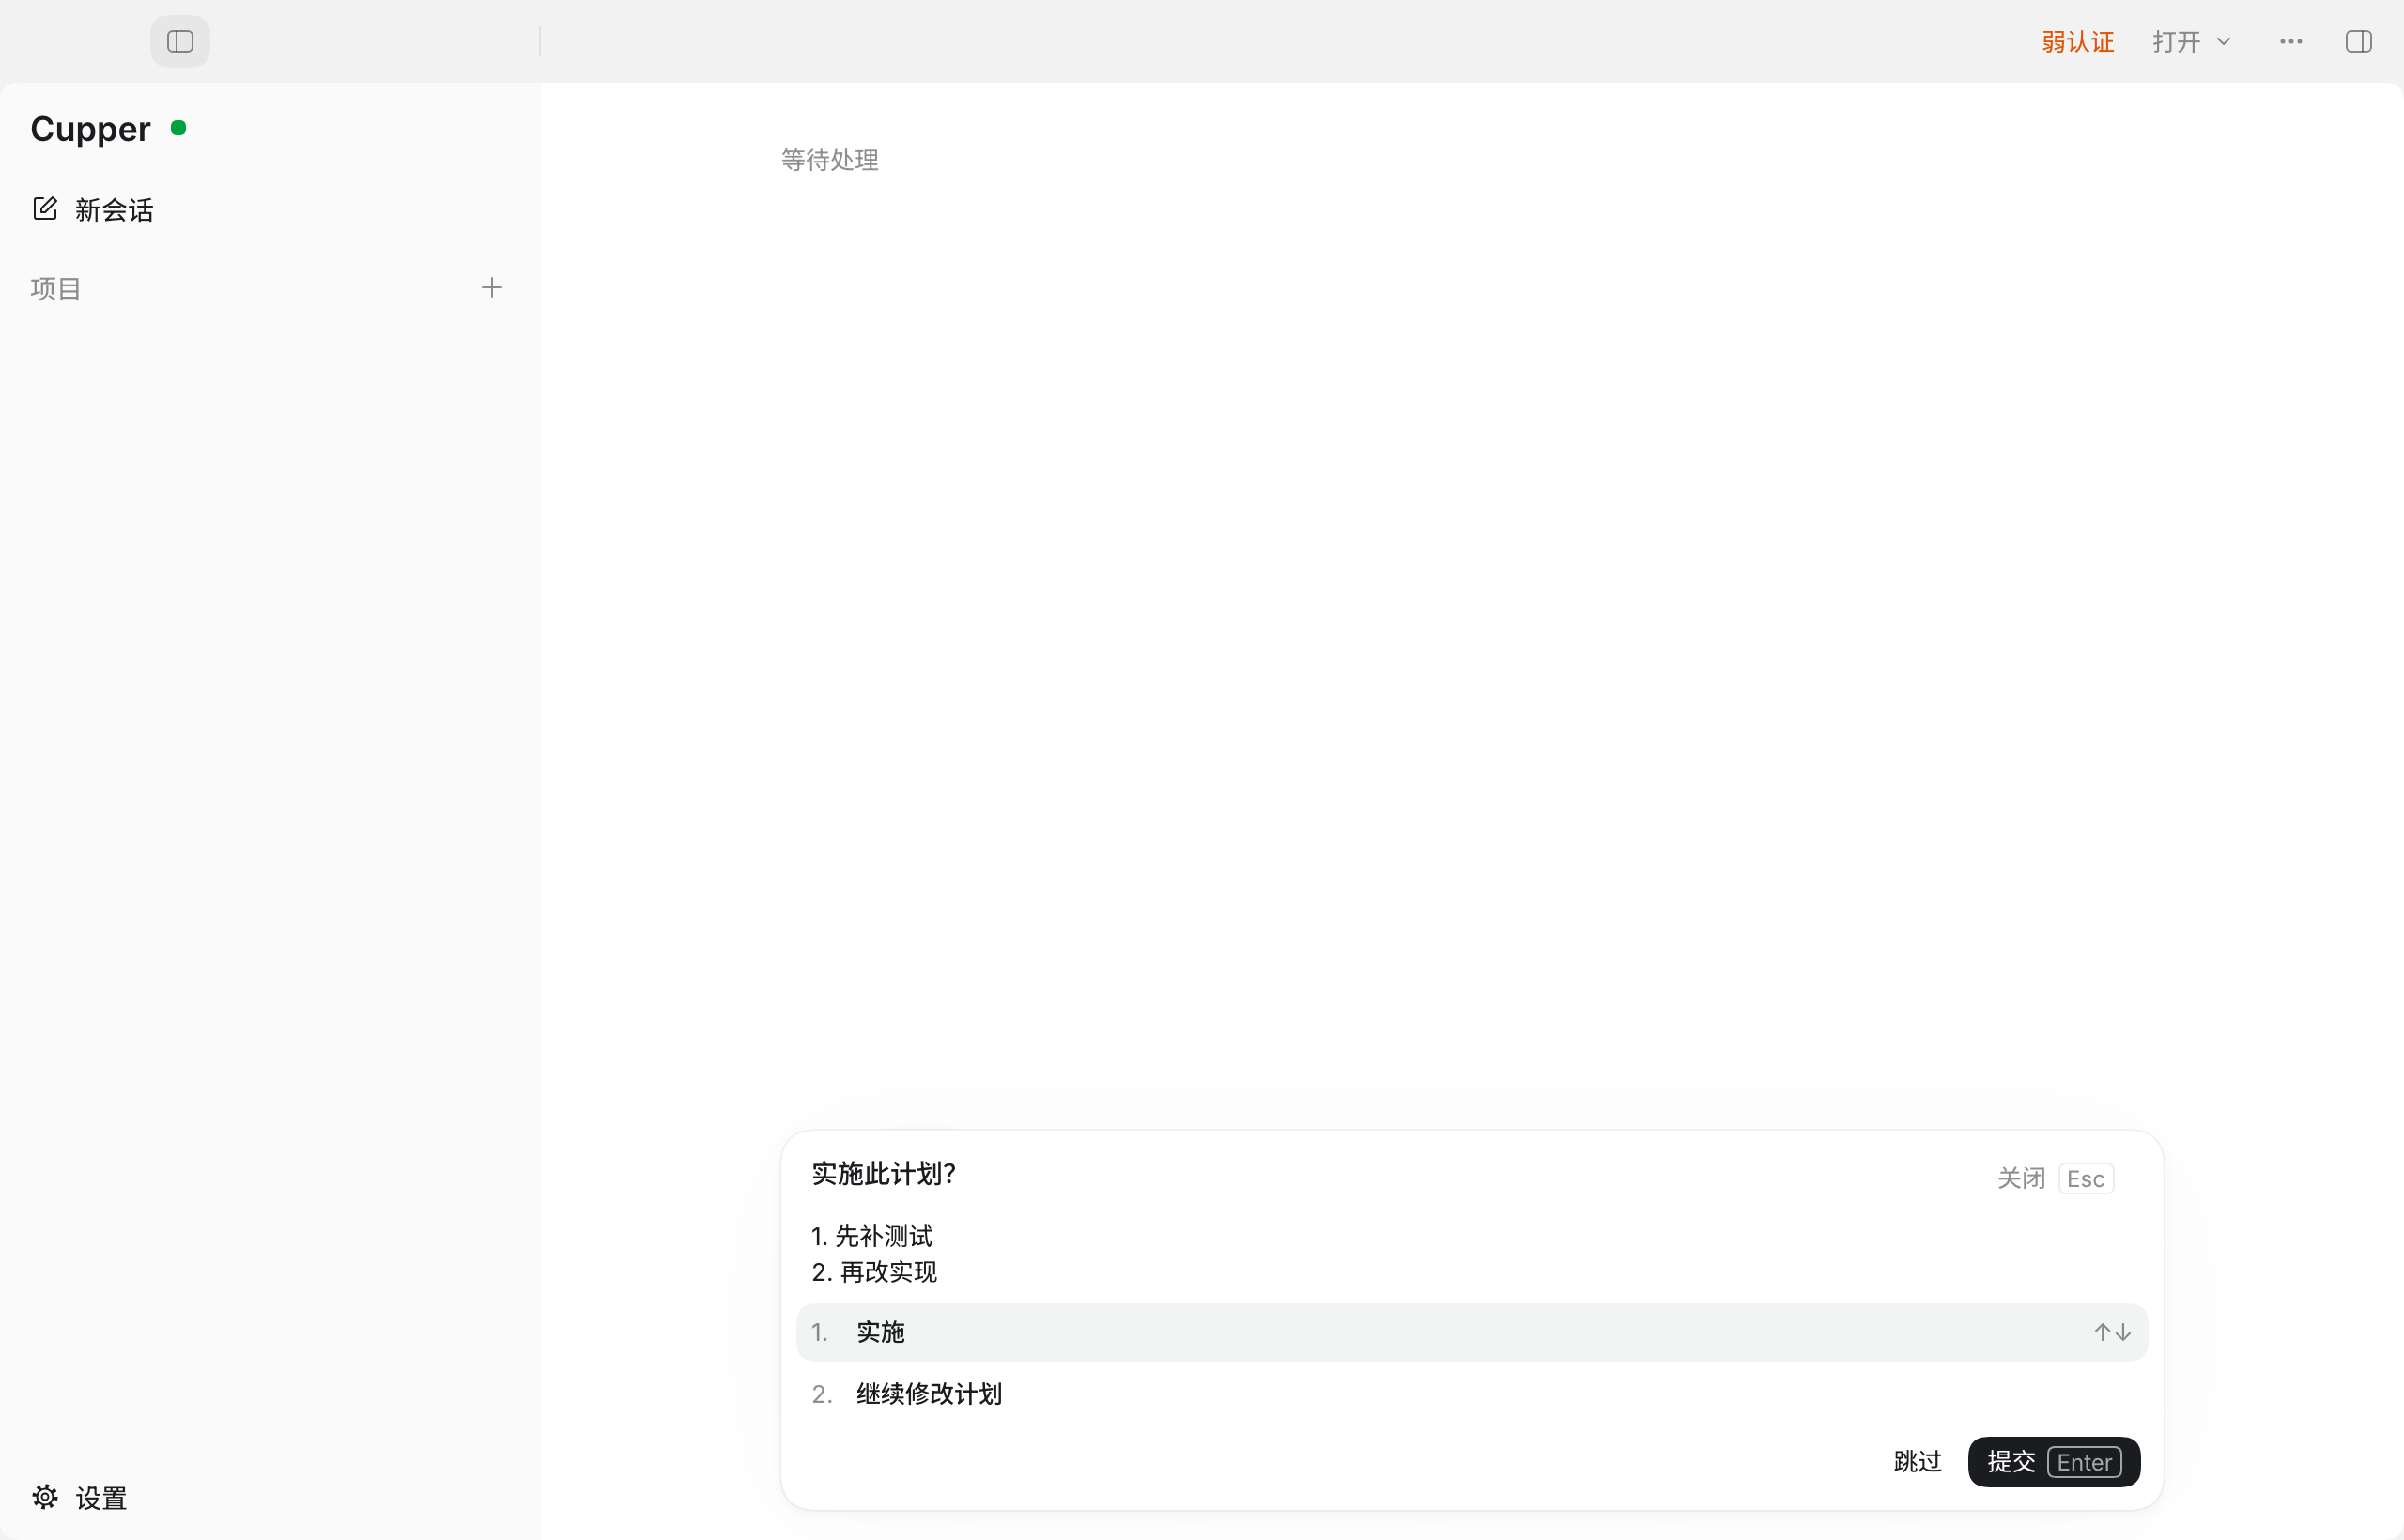 弱认证 打开
Cupper
新会话
项目
等待处理
实施此计划？
关闭 Esc
1. 先补测试
2. 再改实现
1. 实施 ↑↓
2. 继续修改计划
跳过 提交 Enter
设置